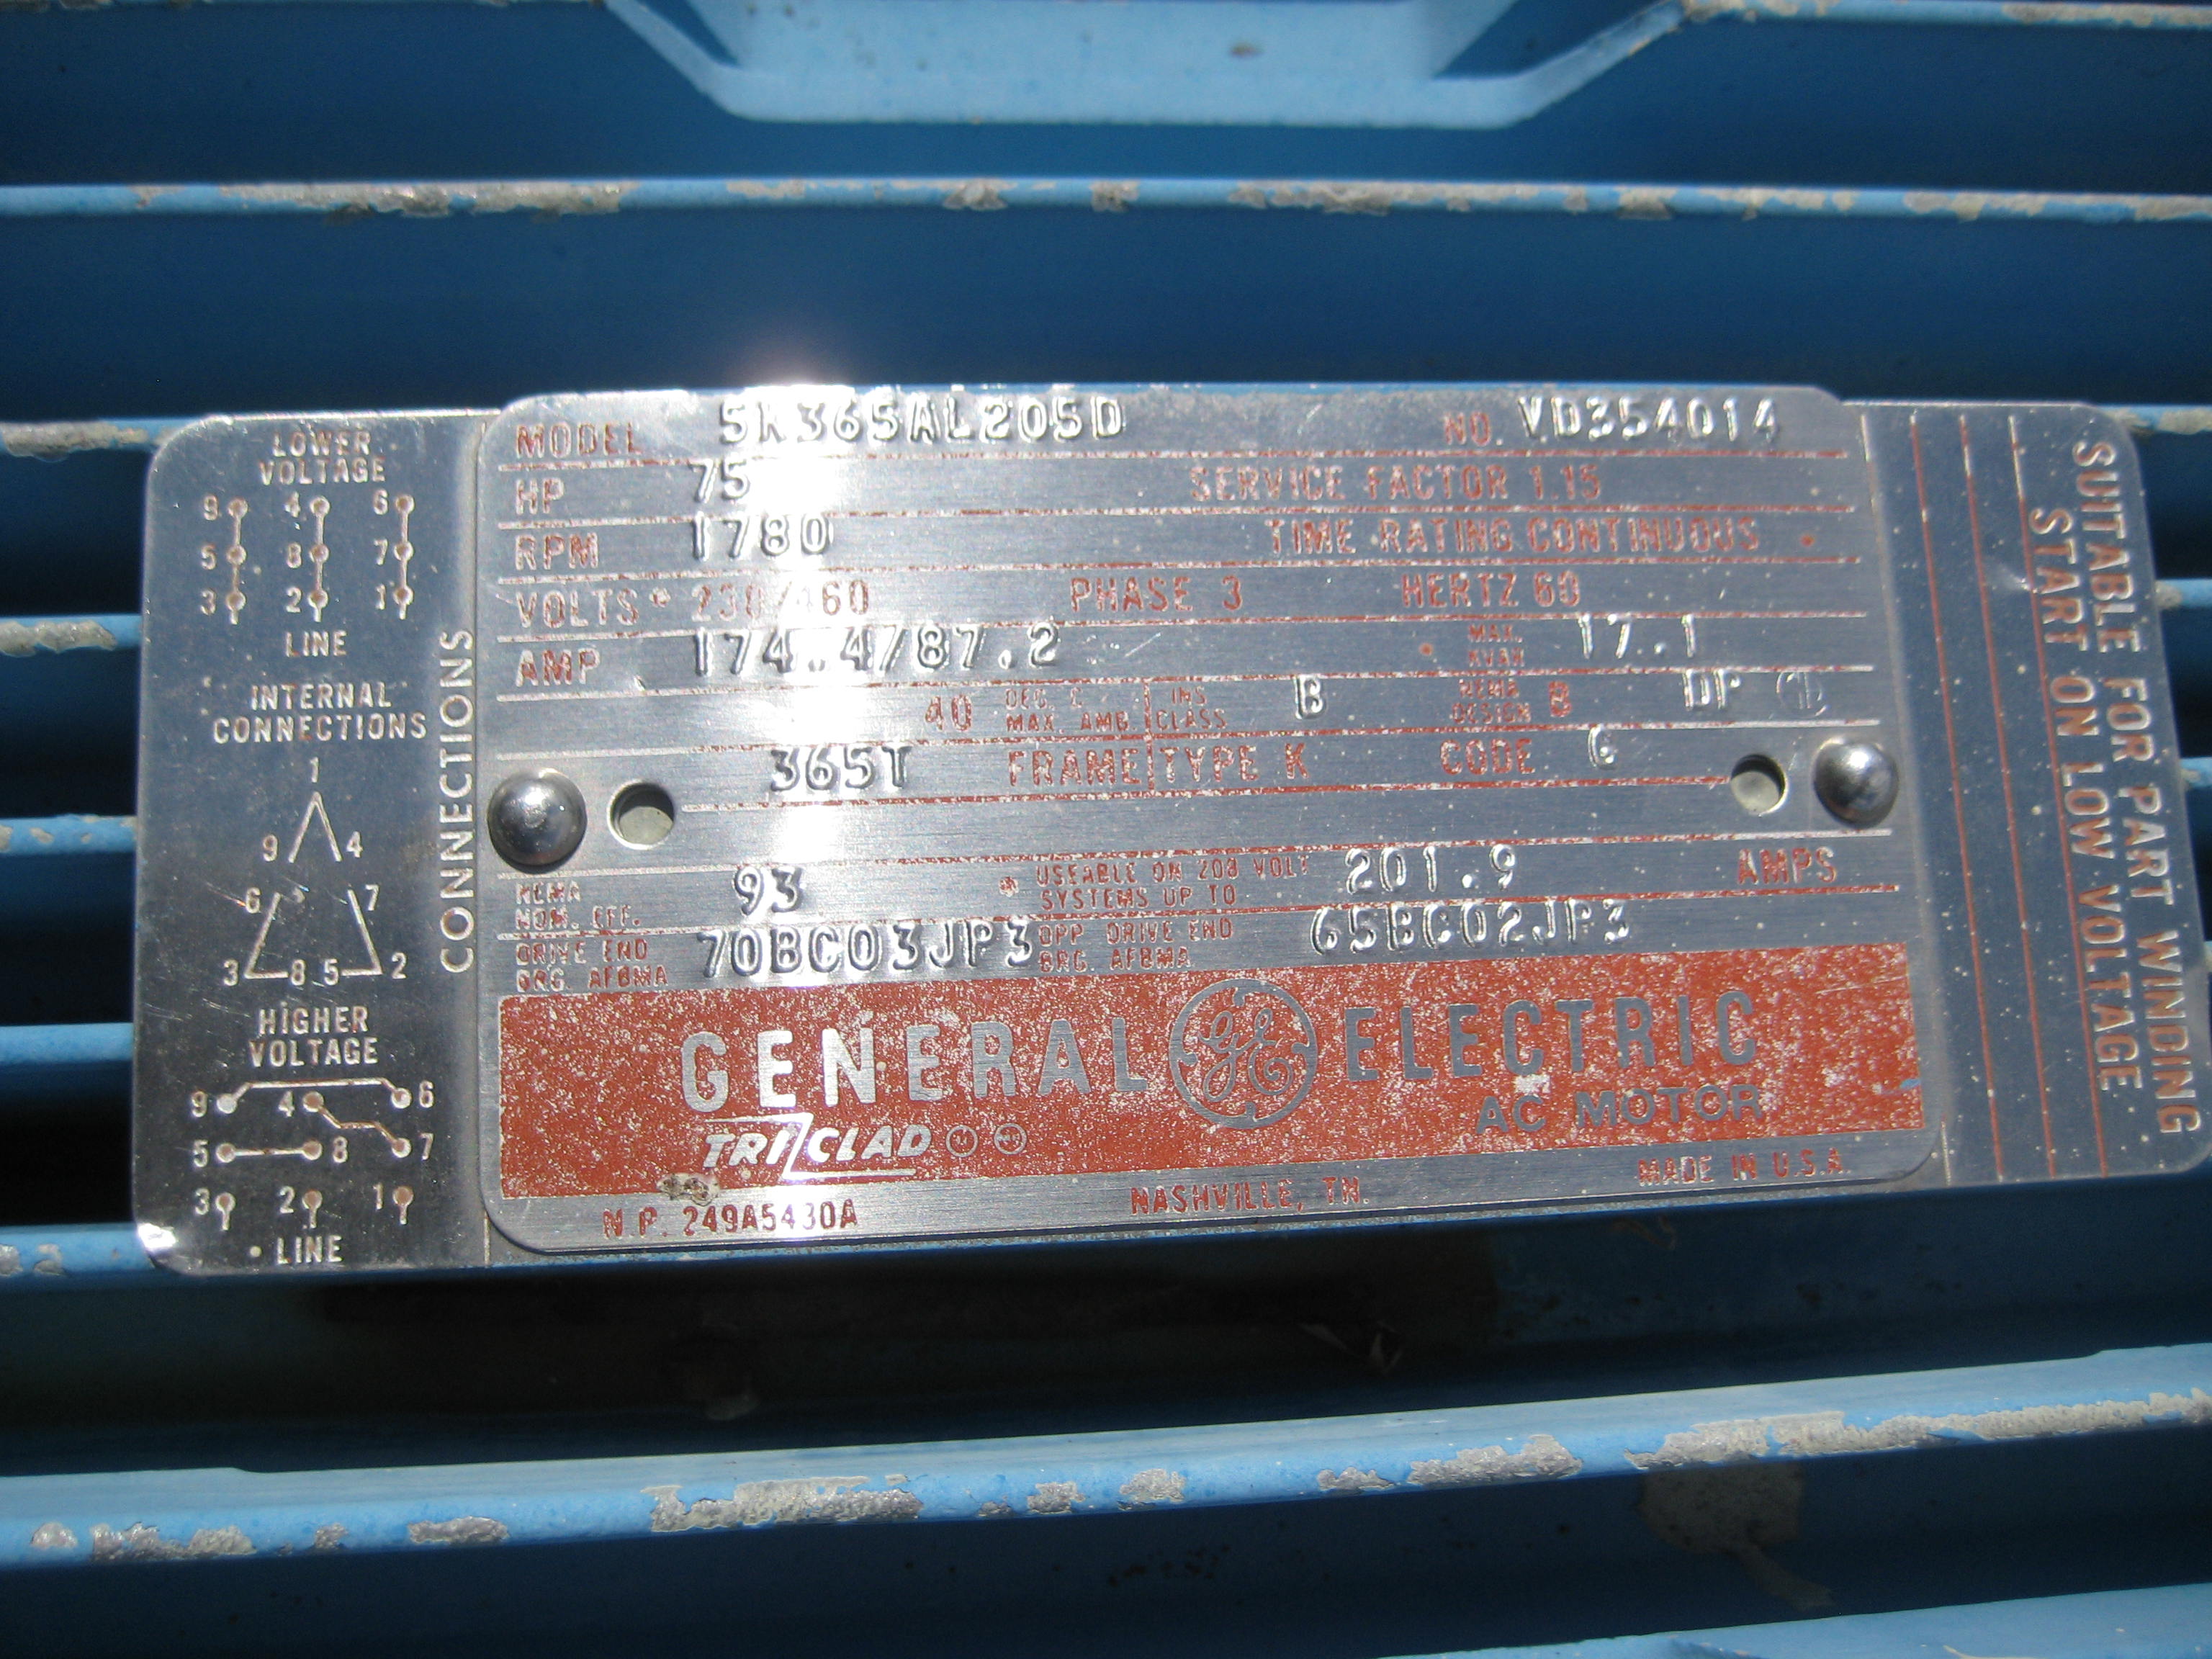 LOWER
VOLTAGE
9 4 6
5 8 7
3 2 1
LINE
INTERNAL
CONNECTIONS
1
9 4
6 7
3 8 5 2
HIGHER
VOLTAGE
9 4 6
5 8 7
3 2 1
LINE
CONNECTIONS
MODEL 5K365AL205D NO. VD354014
HP 75 SERVICE FACTOR 1.15
RPM 1780 TIME RATING CONTINUOUS
VOLTS* 230/460 PHASE 3 HERTZ 60
AMP 174.4/87.2 MAX. KVAR 17.1
40 DEG. C MAX. AMB. INS CLASS B NEMA DESIGN B DP
365T FRAME TYPE K CODE G
NEMA NOM. EFF. 93 * USEABLE ON 208 VOLT SYSTEMS UP TO 201.9 AMPS
DRIVE END BRG. AFBMA 70BC03JP3 OPP DRIVE END BRG. AFBMA 65BC02JP3
GENERAL GE ELECTRIC
TRI CLAD AC MOTOR
N.P. 249A5430A NASHVILLE, TN. MADE IN U.S.A.
SUITABLE FOR PART WINDING
START ON LOW VOLTAGE